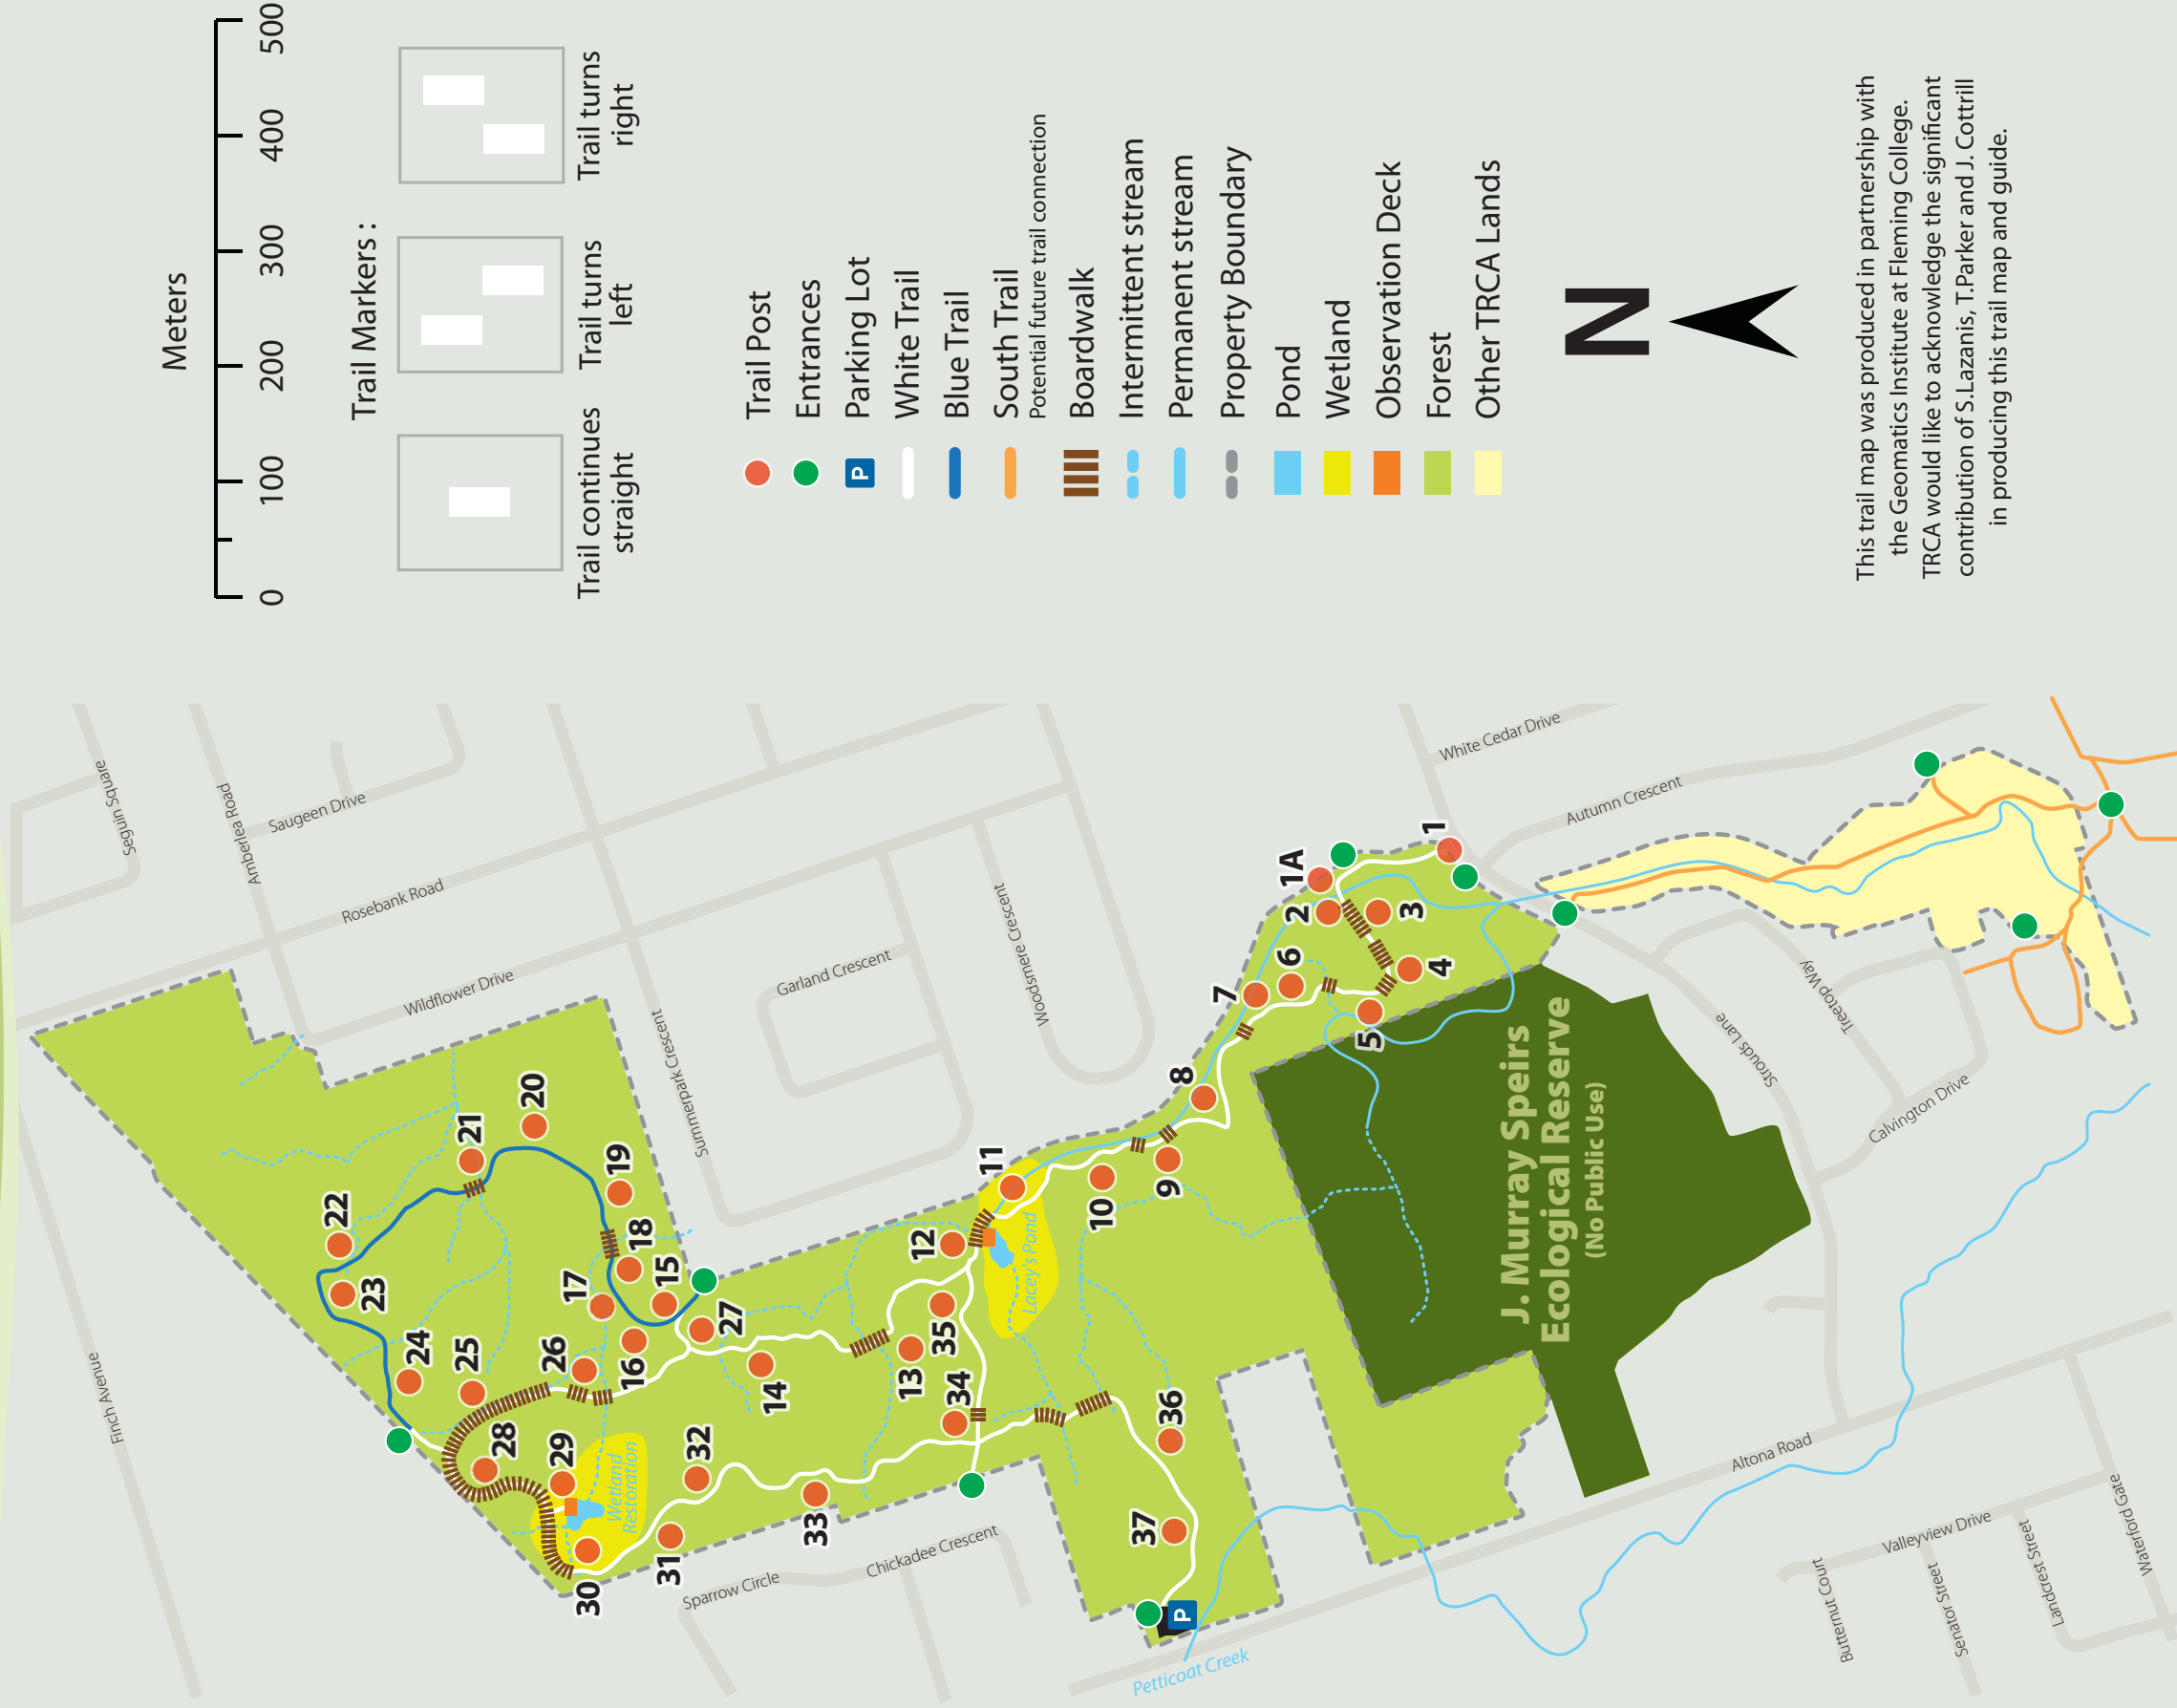 Meters
0
100
200
300
400
500
Trail Markers :
Trail continues
straight
Trail turns
left
Trail turns
right
Trail Post
Entrances
P
Parking Lot
White Trail
Blue Trail
South Trail
Potential future trail connection
Boardwalk
Intermittent stream
Permanent stream
Property Boundary
Pond
Wetland
Observation Deck
Forest
Other TRCA Lands
N
This trail map was produced in partnership with
the Geomatics Institute at Fleming College.
TRCA would like to acknowledge the significant
contribution of S.Lazanis, T.Parker and J. Cottrill
in producing this trail map and guide.
Finch Avenue
Seguin Square
Amberlea Road
Saugeen Drive
Rosebank Road
Wildflower Drive
Summerpark Crescent
Garland Crescent
Woodsmere Crescent
White Cedar Drive
Autumn Crescent
Strouds Lane
Treetop Way
Calvington Drive
Altona Road
Sparrow Circle
Chickadee Crescent
Valleyview Drive
Butternut Court
Senator Street
Landcrest Street
Waterford Gate
Petticoat Creek
Wetland
Restoration
Lacey's Pond
J. Murray Speirs
Ecological Reserve
(No Public Use)
P
1
1A
2
3
4
5
6
7
8
9
10
11
12
13
14
15
16
17
18
19
20
21
22
23
24
25
26
27
28
29
30
31
32
33
34
35
36
37